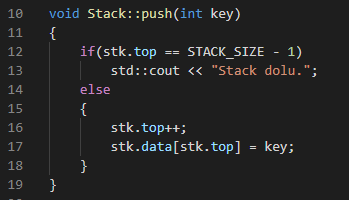 10 void Stack::push(int key)
11 {
12     if(stk.top == STACK_SIZE - 1)
13         std::cout << "Stack dolu.";
14     else
15     {
16         stk.top++;
17         stk.data[stk.top] = key;
18     }
19 }